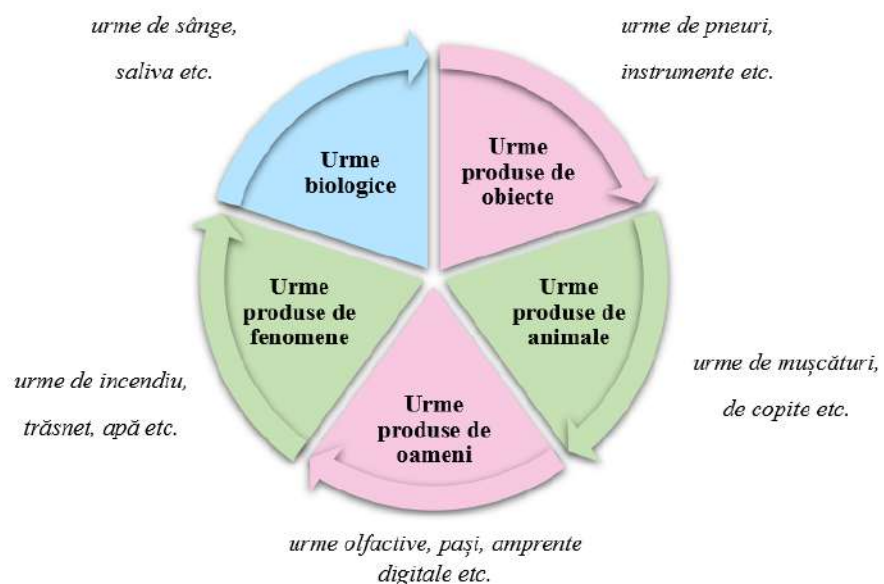 urme de sânge,
saliva etc.
urme de pneuri,
instrumente etc.
Urme
biologice
Urme
produse de
obiecte
Urme
produse de
fenomene
Urme
produse de
animale
urme de mușcături,
de copite etc.
urme de incendiu,
trăsnet, apă etc.
Urme
produse de
oameni
urme olfactive, pași, amprente
digitale etc.